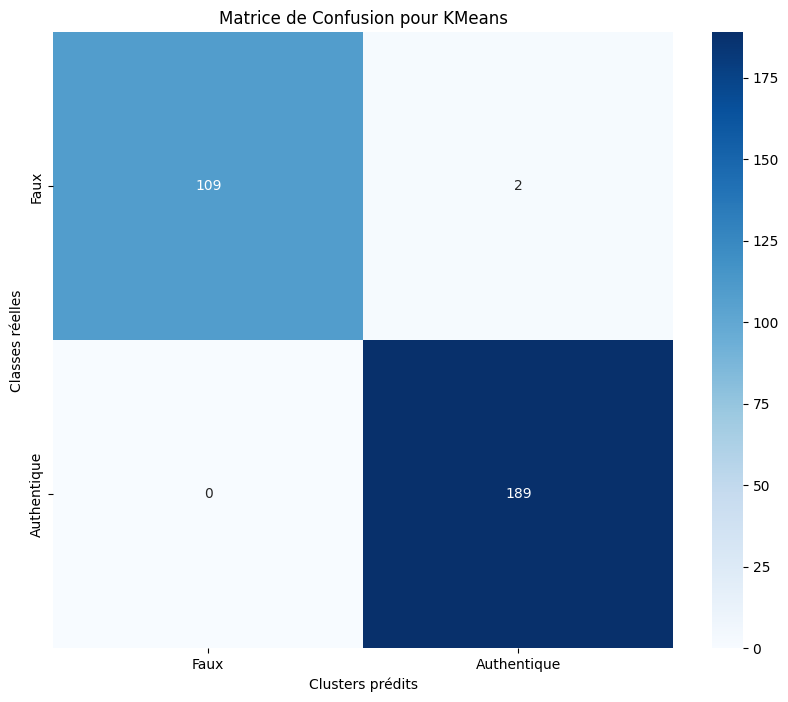 Matrice de Confusion pour KMeans
Faux
109
2
Authentique
0
189
Classes réelles
Faux
Authentique
Clusters prédits
175
150
125
100
75
50
25
0